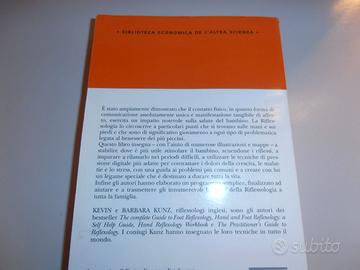 • BIBLIOTECA ECONOMICA DE L'ALTRA SCIENZA •
È stato ampiamente dimostrato che il contatto fisico, in quanto forma di
comunicazione assolutamente unica e manifestazione tangibile di affet-
to, esercita un impatto notevole sulla salute del bambino. La Rifles-
sologia lo circoscrive a particolari punti che si trovano sulle mani e sui
piedi e che sono di significativo giovamento a ogni tipo di problematica
legata al benessere dei più piccini.
Questo libro insegna – con l'aiuto di numerose illustrazioni e mappe – a
stabilire dove è più utile stimolare il bambino, accendere i riflessi, a
imparare a rilassarlo nei periodi difficili, a utilizzare le tecniche di pres-
sione digitale più adatte per contrastare i dolori della crescita, le malat-
tie e lo stress, con una guida ai problemi più comuni e a creare con lui
un legame speciale che è destinato a durare tutta la vita.
Infine gli autori hanno elaborato un programma semplice, finalizzato ad
aiutare e a trasmettere gli innumerevoli benefici della Riflessologia a
tutta la famiglia.
KEVIN e BARBARA KUNZ, riflessologi inglesi, sono gli autori dei
bestseller The complete Guide to Foot Reflexology, Hand and Foot Reflexology: a
Self Help Guide, Hand Reflexology Workbook e The Practitioner's Guide to
Reflexology. I coniugi Kunz hanno insegnato le loro tecniche in tutto il
mondo.
subito